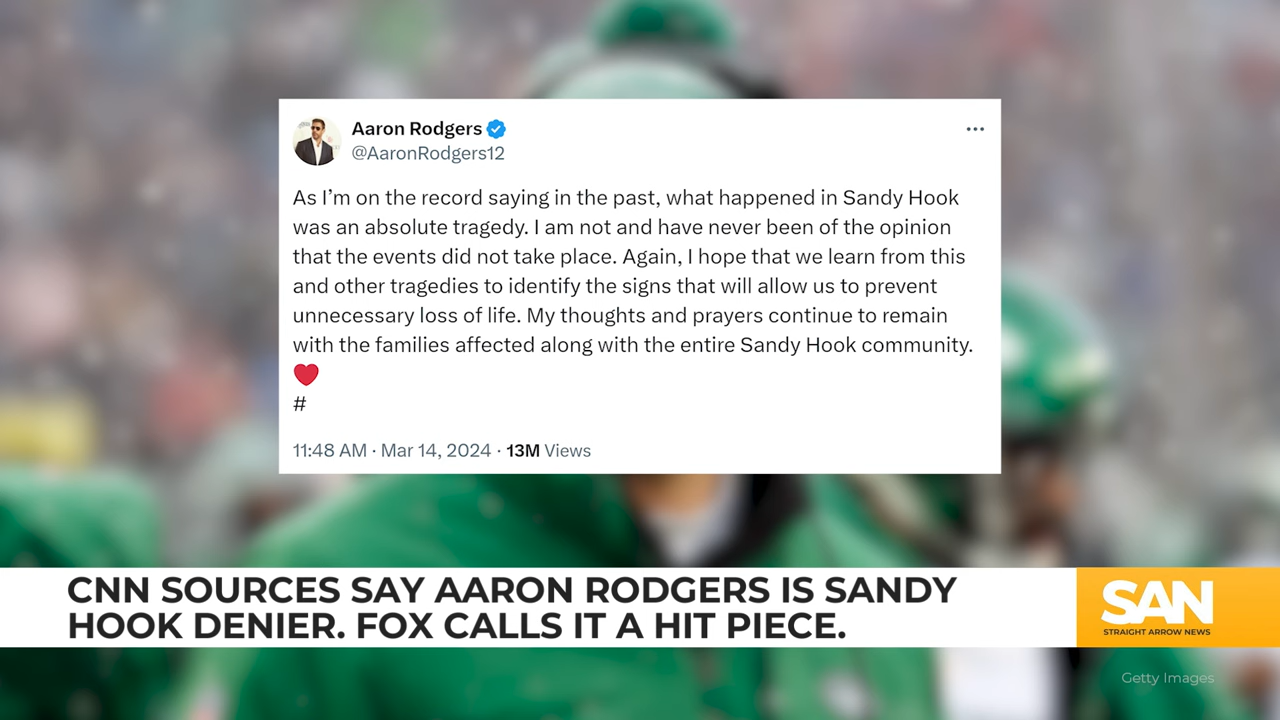 Aaron Rodgers
@AaronRodgers12
As I’m on the record saying in the past, what happened in Sandy Hook
was an absolute tragedy. I am not and have never been of the opinion
that the events did not take place. Again, I hope that we learn from this
and other tragedies to identify the signs that will allow us to prevent
unnecessary loss of life. My thoughts and prayers continue to remain
with the families affected along with the entire Sandy Hook community.
❤️
#
11:48 AM · Mar 14, 2024 · 13M Views
CNN SOURCES SAY AARON RODGERS IS SANDY
HOOK DENIER. FOX CALLS IT A HIT PIECE.
SAN
STRAIGHT ARROW NEWS
Getty Images